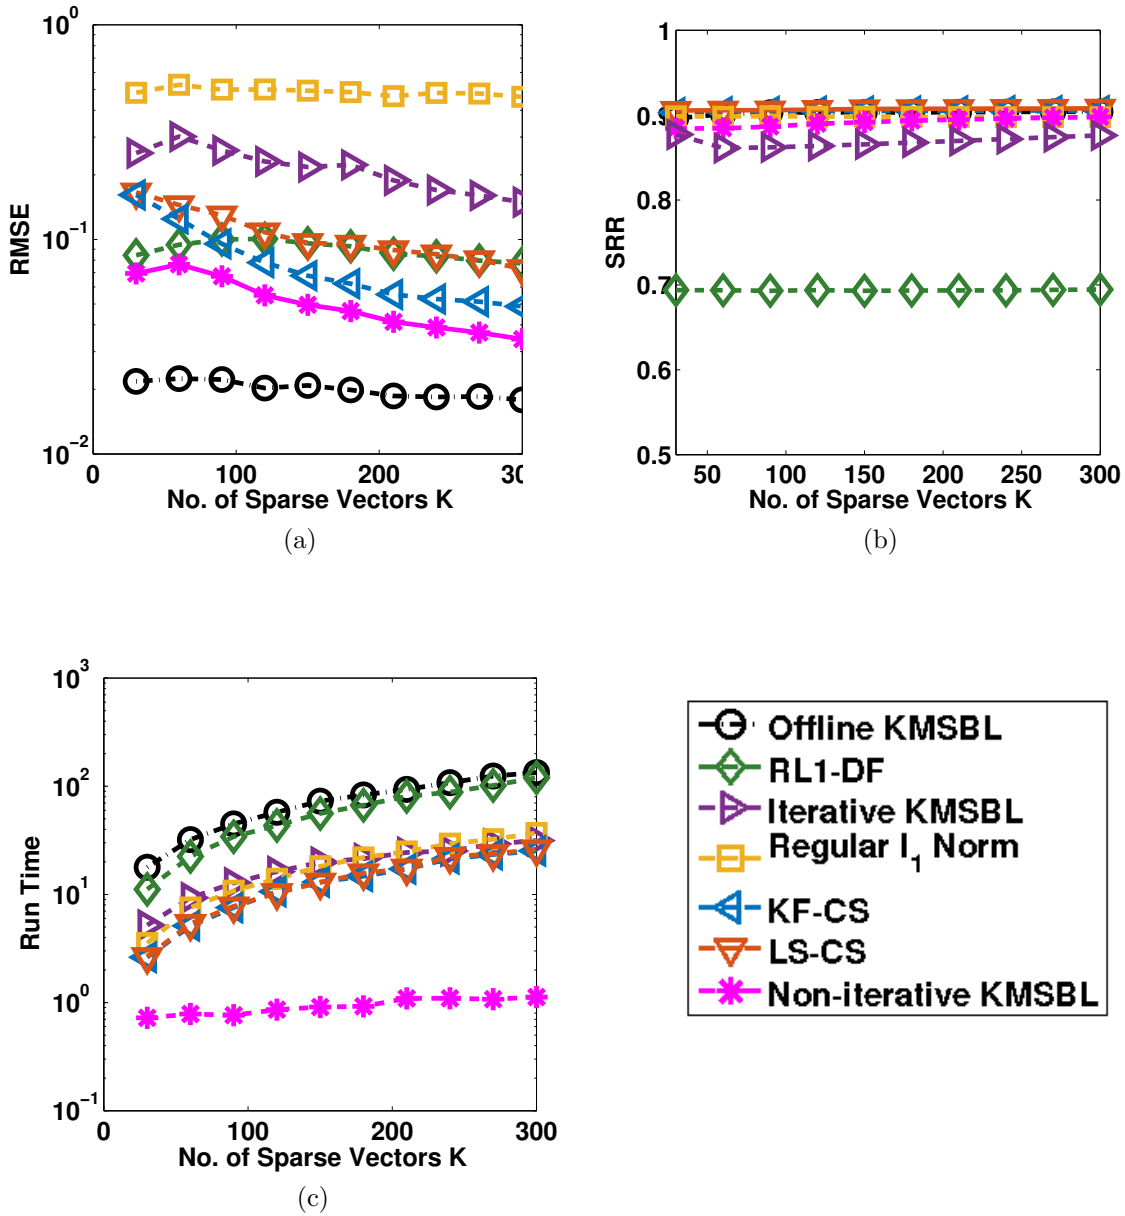 10^0
10^-1
10^-2
RMSE
0 100 200 30
No. of Sparse Vectors K
(a)
1
0.9
0.8
0.7
0.6
0.5
SRR
50 100 150 200 250 300
No. of Sparse Vectors K
(b)
10^3
10^2
10^1
10^0
10^-1
Run Time
0 100 200 300
No. of Sparse Vectors K
(c)
Offline KMSBL
RL1-DF
Iterative KMSBL
Regular l_1 Norm
KF-CS
LS-CS
Non-iterative KMSBL